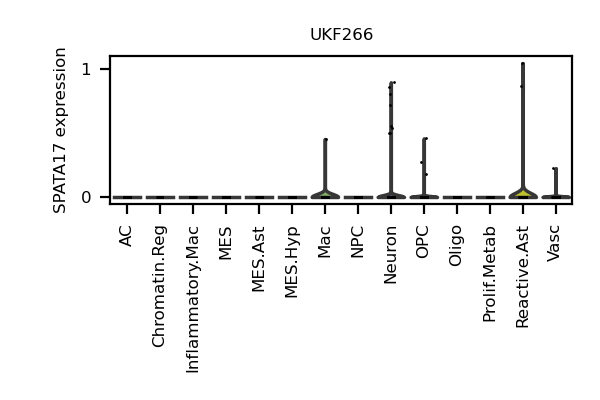 UKF266
SPATA17 expression
1
0
AC
Chromatin.Reg
Inflammatory.Mac
MES
MES.Ast
MES.Hyp
Mac
NPC
Neuron
OPC
Oligo
Prolif.Metab
Reactive.Ast
Vasc